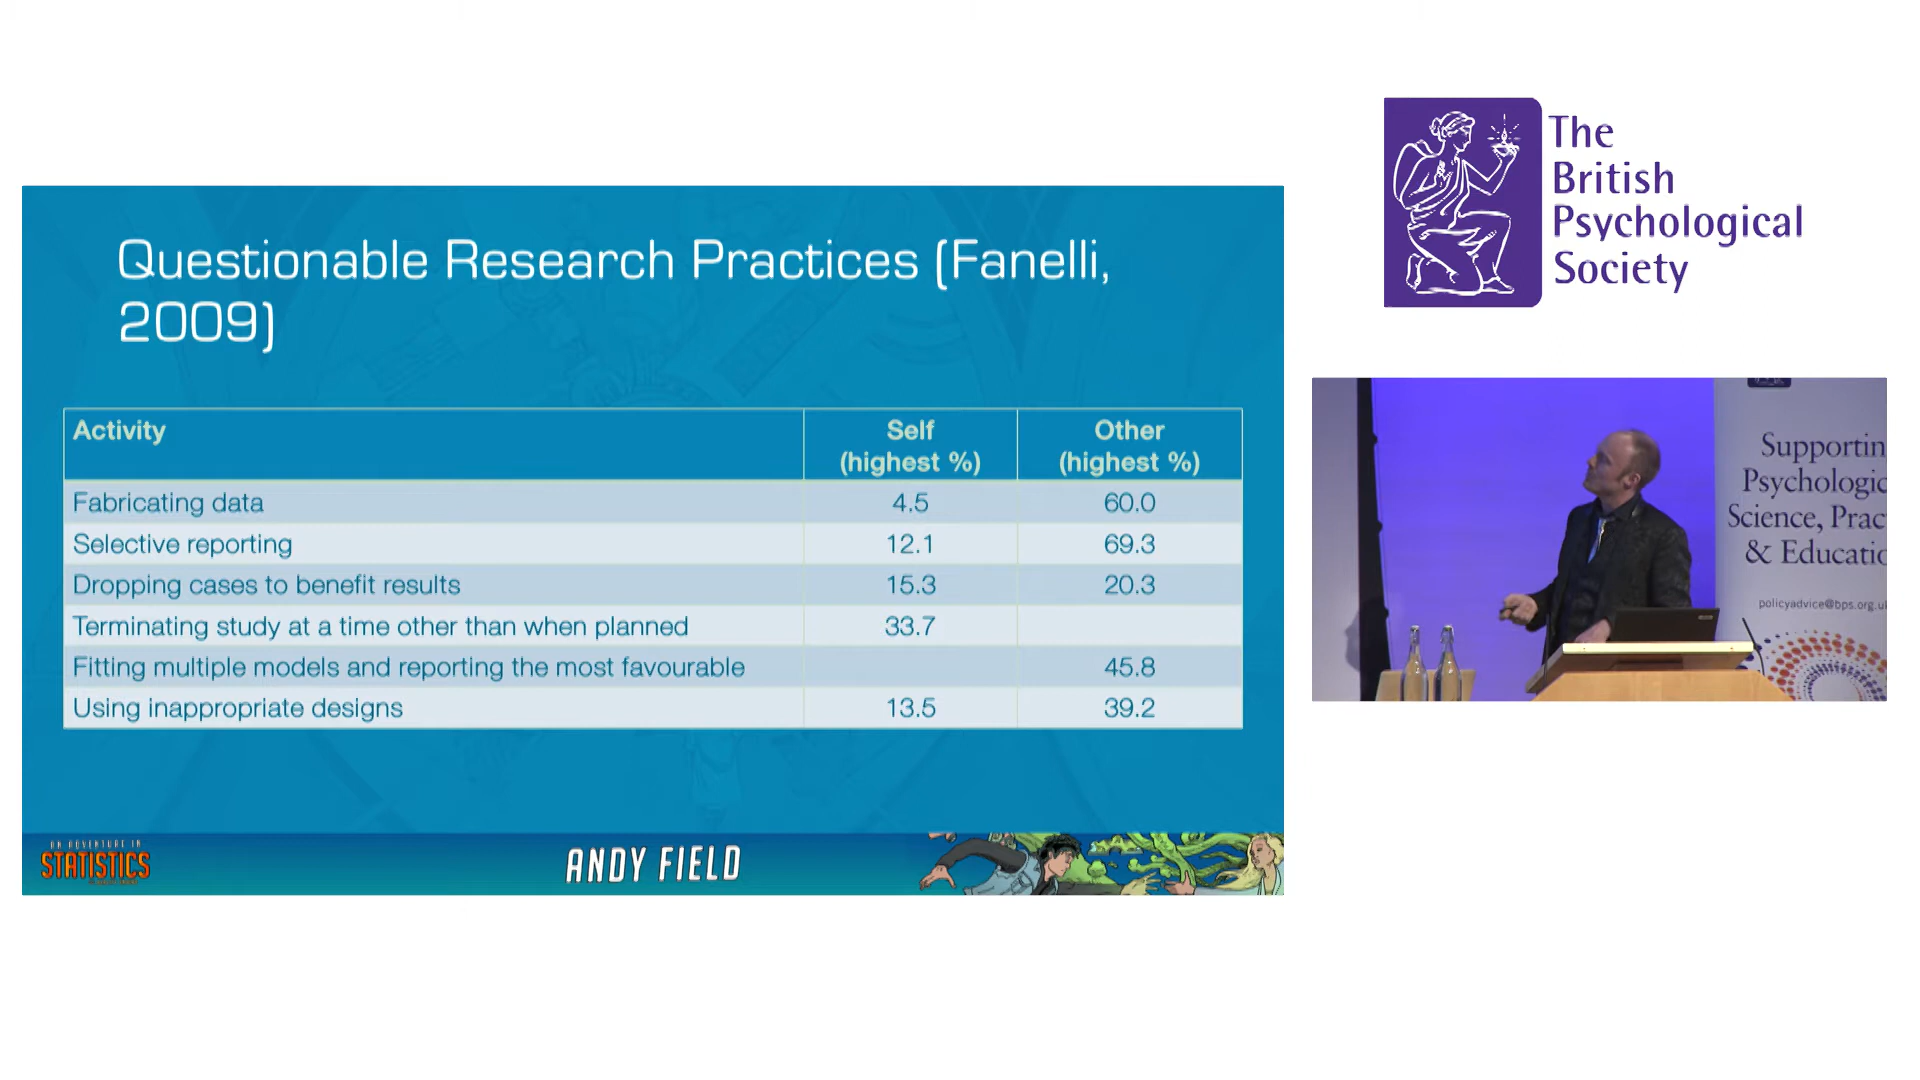 Questionable Research Practices (Fanelli,
2009)
Activity Self Other
(highest %) (highest %)
Fabricating data 4.5 60.0
Selective reporting 12.1 69.3
Dropping cases to benefit results 15.3 20.3
Terminating study at a time other than when planned 33.7
Fitting multiple models and reporting the most favourable 45.8
Using inappropriate designs 13.5 39.2
AN ADVENTURE IN
STATISTICS
ANDY FIELD
The
British
Psychological
Society
Supportin
Psychologic
Science, Prac
& Educatio
policyadvice@bps.org.u